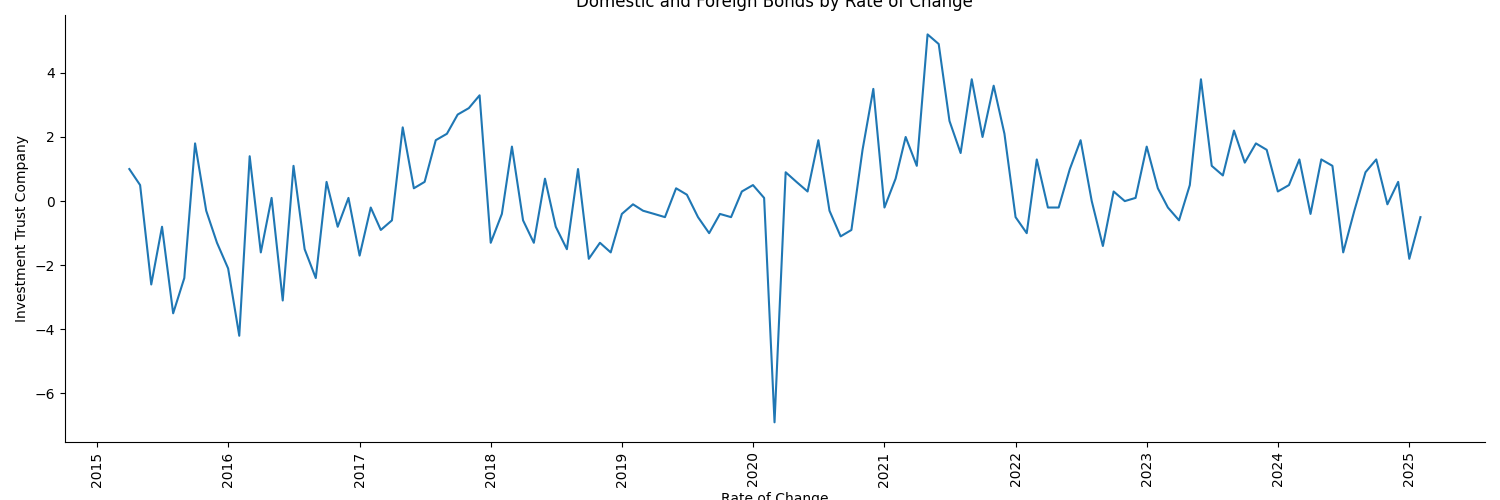 Domestic and Foreign Bonds by Rate of Change
Investment Trust Company
4
2
0
−2
−4
−6
2015 2016 2017 2018 2019 2020 2021 2022 2023 2024 2025
Rate of Change